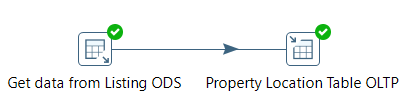 Get data from Listing ODS
Property Location Table OLTP